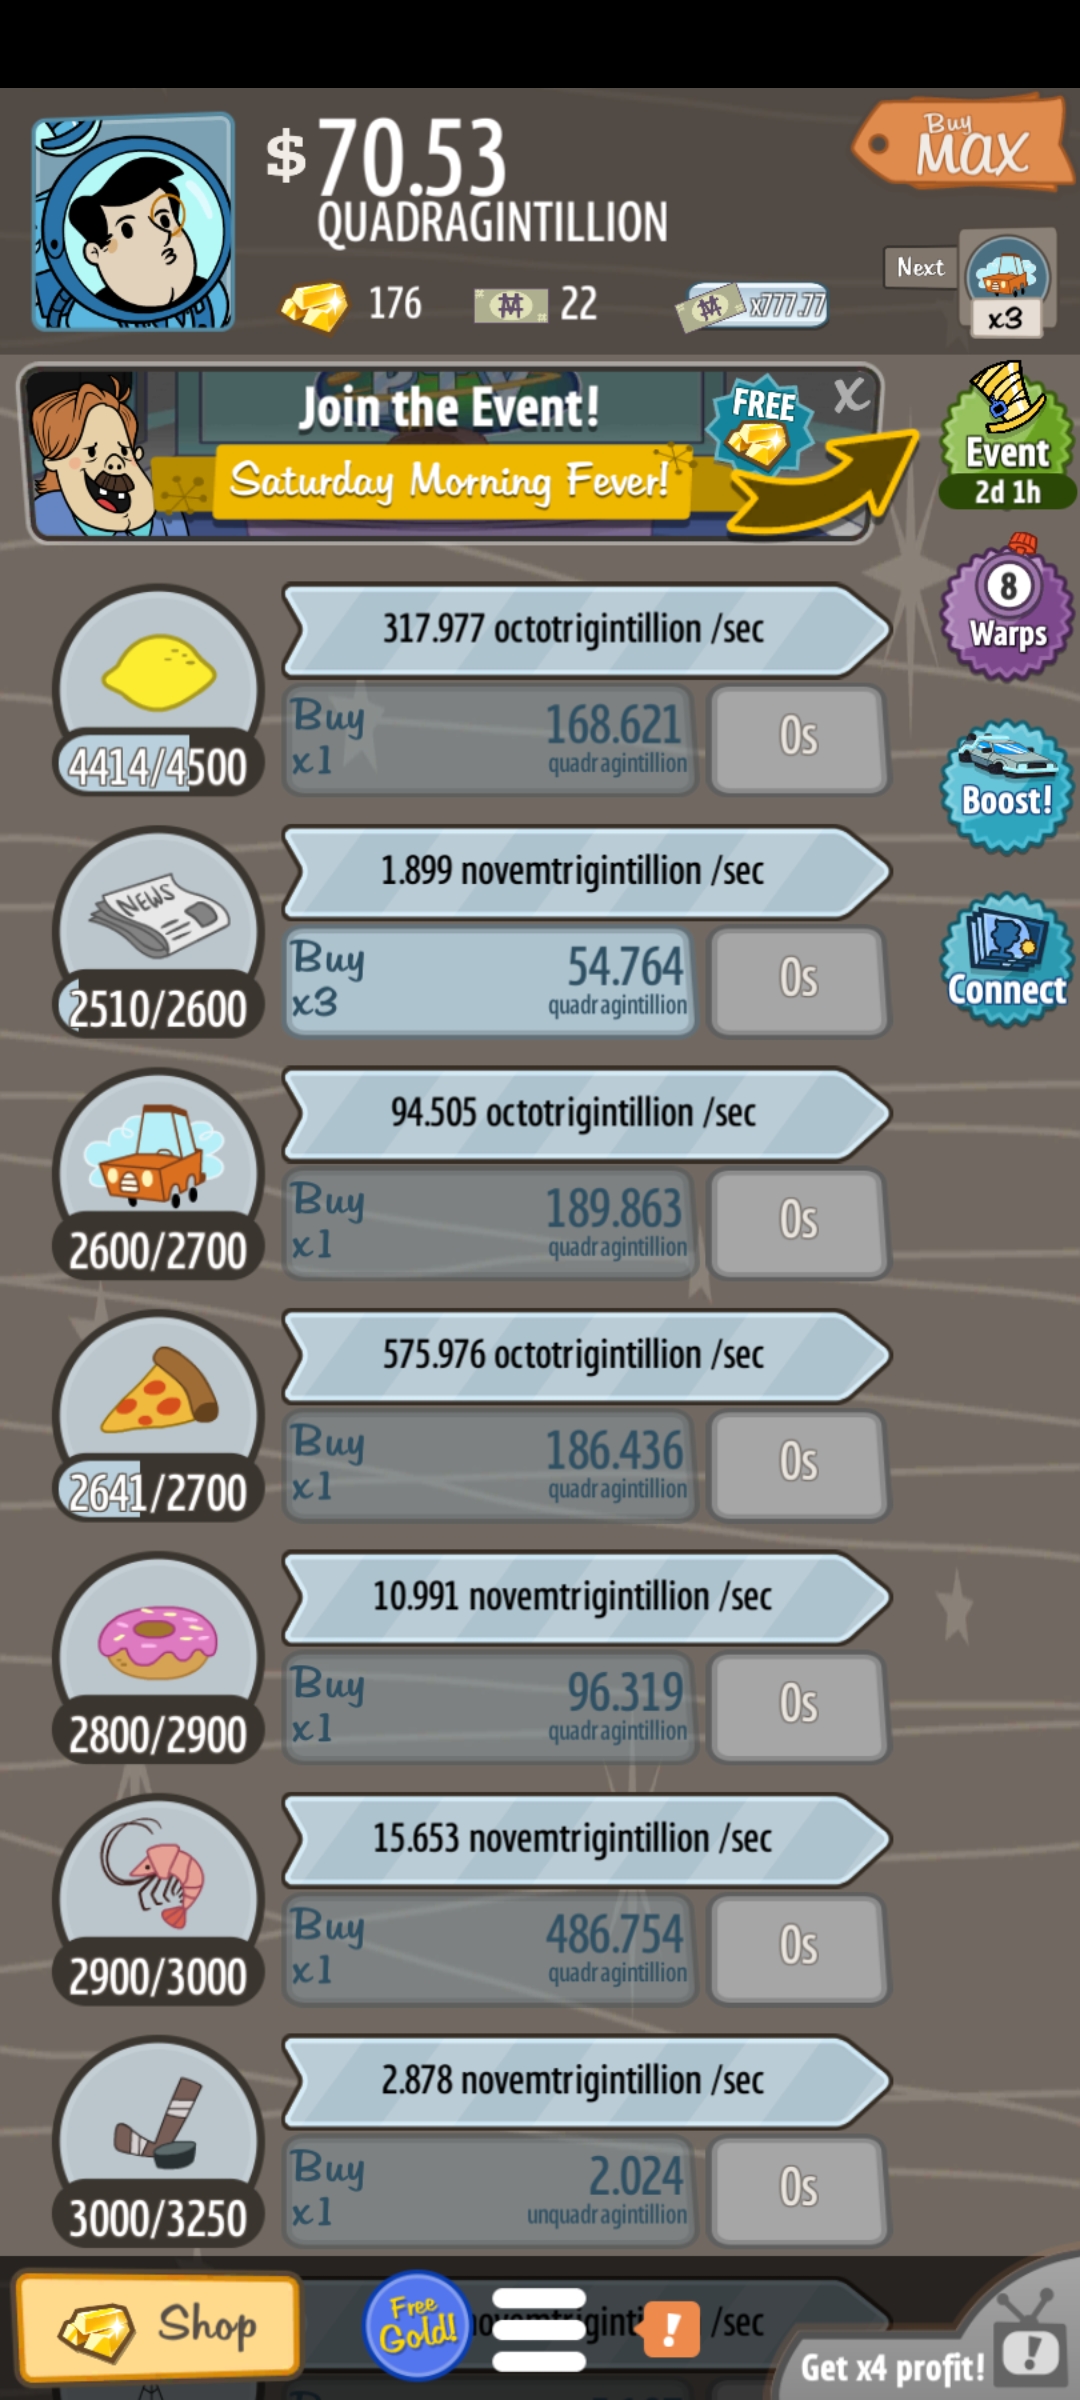 $70.53
QUADRAGINTILLION
Buy
MAX
176
22
x777.77
Next
x3
Join the Event!
Saturday Morning Fever!
FREE
X
Event
2d 1h
317.977 octotrigintillion /sec
4414/4500
Buy
x1
168.621
quadragintillion
0s
8
Warps
Boost!
NEWS
1.899 novemtrigintillion /sec
2510/2600
Buy
x3
54.764
quadragintillion
0s
Connect
94.505 octotrigintillion /sec
2600/2700
Buy
x1
189.863
quadragintillion
0s
575.976 octotrigintillion /sec
2641/2700
Buy
x1
186.436
quadragintillion
0s
10.991 novemtrigintillion /sec
2800/2900
Buy
x1
96.319
quadragintillion
0s
15.653 novemtrigintillion /sec
2900/3000
Buy
x1
486.754
quadragintillion
0s
2.878 novemtrigintillion /sec
3000/3250
Buy
x1
2.024
unquadragintillion
0s
Shop
Free
Gold!
!
/sec
Get x4 profit!
!